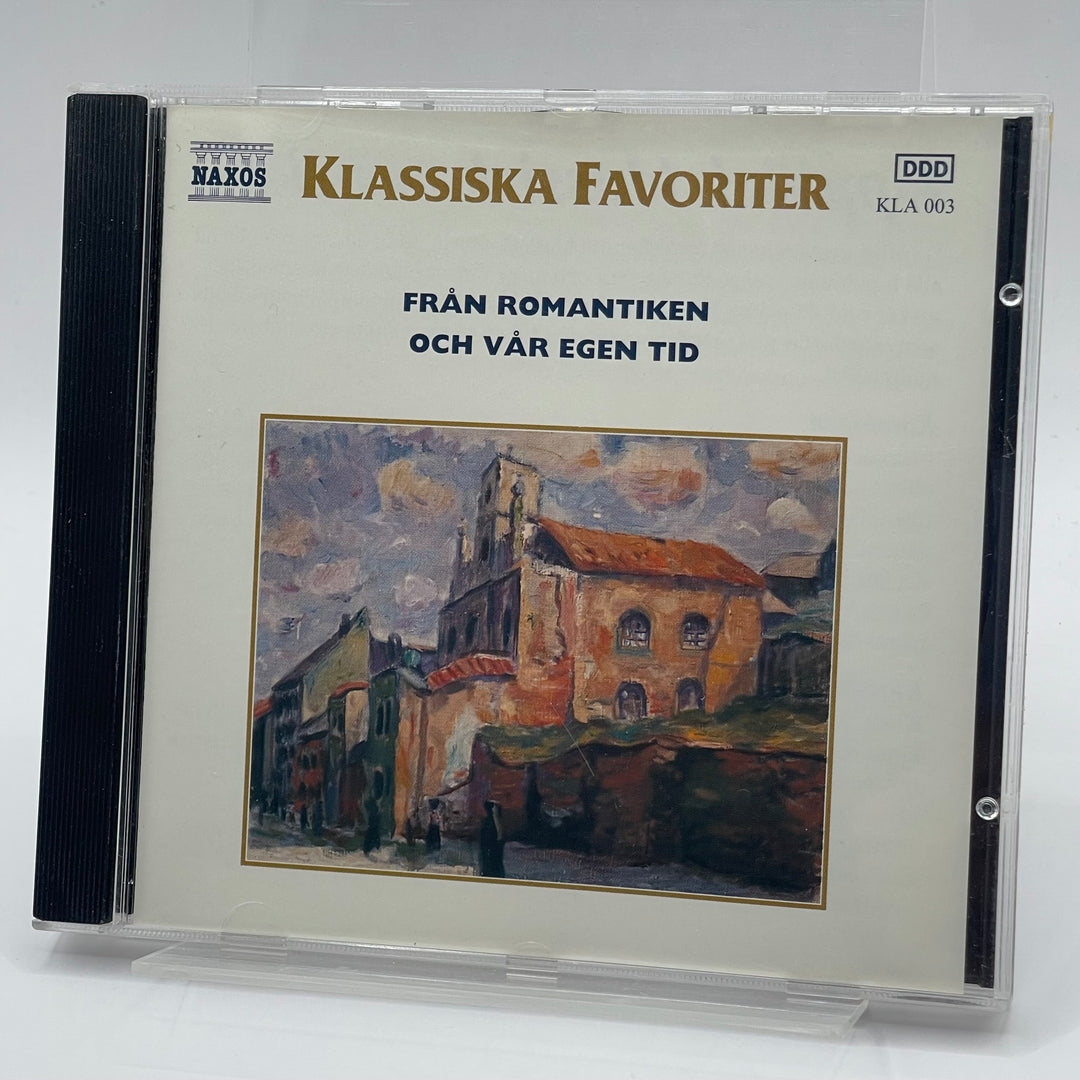 NAXOS
KLASSISKA FAVORITER
DDD
KLA 003
FRÅN ROMANTIKEN
OCH VÅR EGEN TID